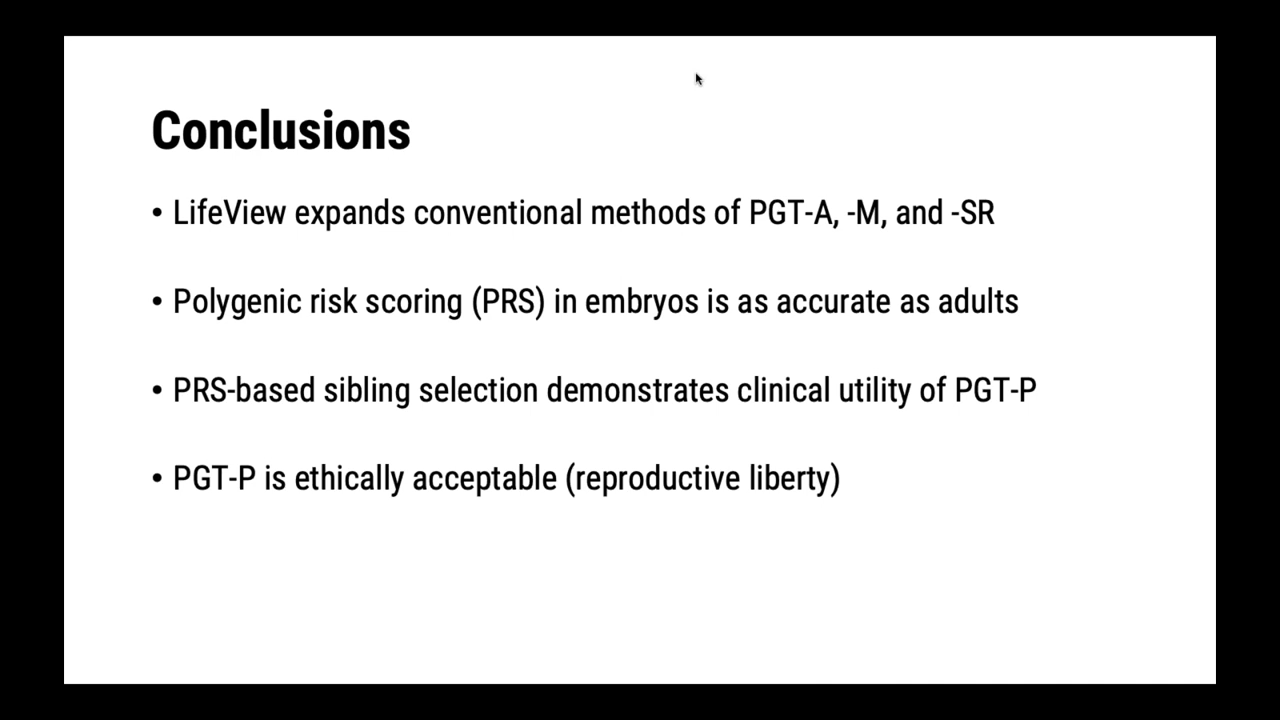 Conclusions
• LifeView expands conventional methods of PGT-A, -M, and -SR
• Polygenic risk scoring (PRS) in embryos is as accurate as adults
• PRS-based sibling selection demonstrates clinical utility of PGT-P
• PGT-P is ethically acceptable (reproductive liberty)